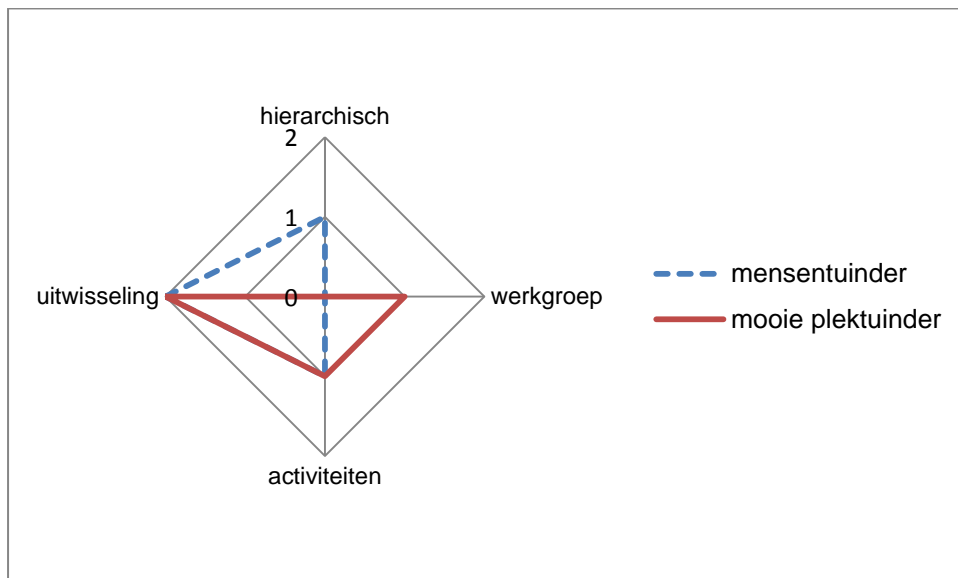 hierarchisch
2
1
uitwisseling
0
werkgroep
activiteiten
mensentuinder
mooie plektuinder